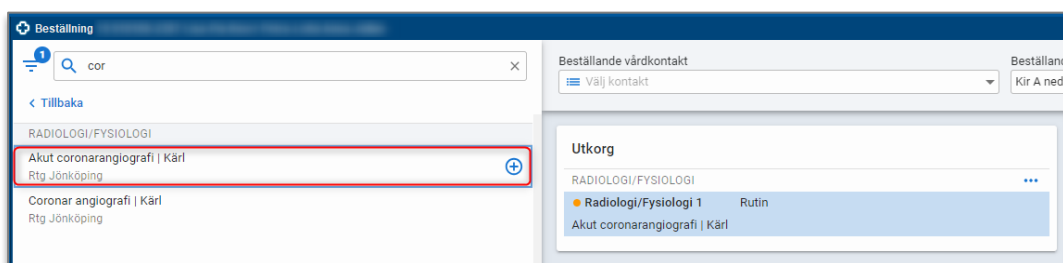 Beställning
1
cor
Tillbaka
RADIOLOGI/FYSIOLOGI
Akut coronarangiografi | Kärl
Rtg Jönköping
Coronar angiografi | Kärl
Rtg Jönköping
Beställande vårdkontakt
Välj kontakt
Beställand
Kir A ned
Utkorg
RADIOLOGI/FYSIOLOGI
Radiologi/Fysiologi 1 Rutin
Akut coronarangiografi | Kärl